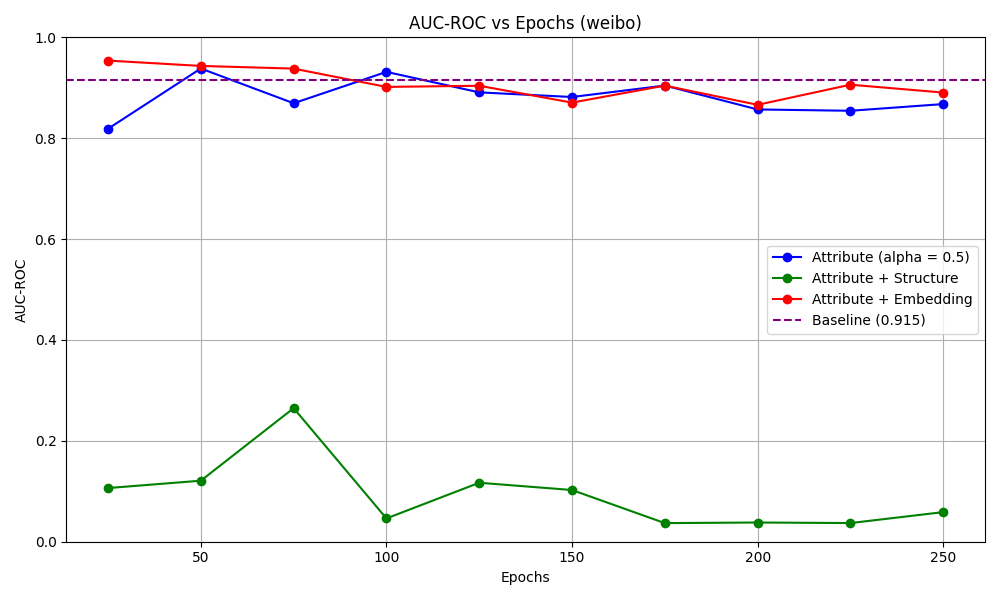 AUC-ROC vs Epochs (weibo)
1.0
0.8
0.6
0.4
0.2
0.0
AUC-ROC
Attribute (alpha = 0.5)
Attribute + Structure
Attribute + Embedding
Baseline (0.915)
50
100
150
200
250
Epochs